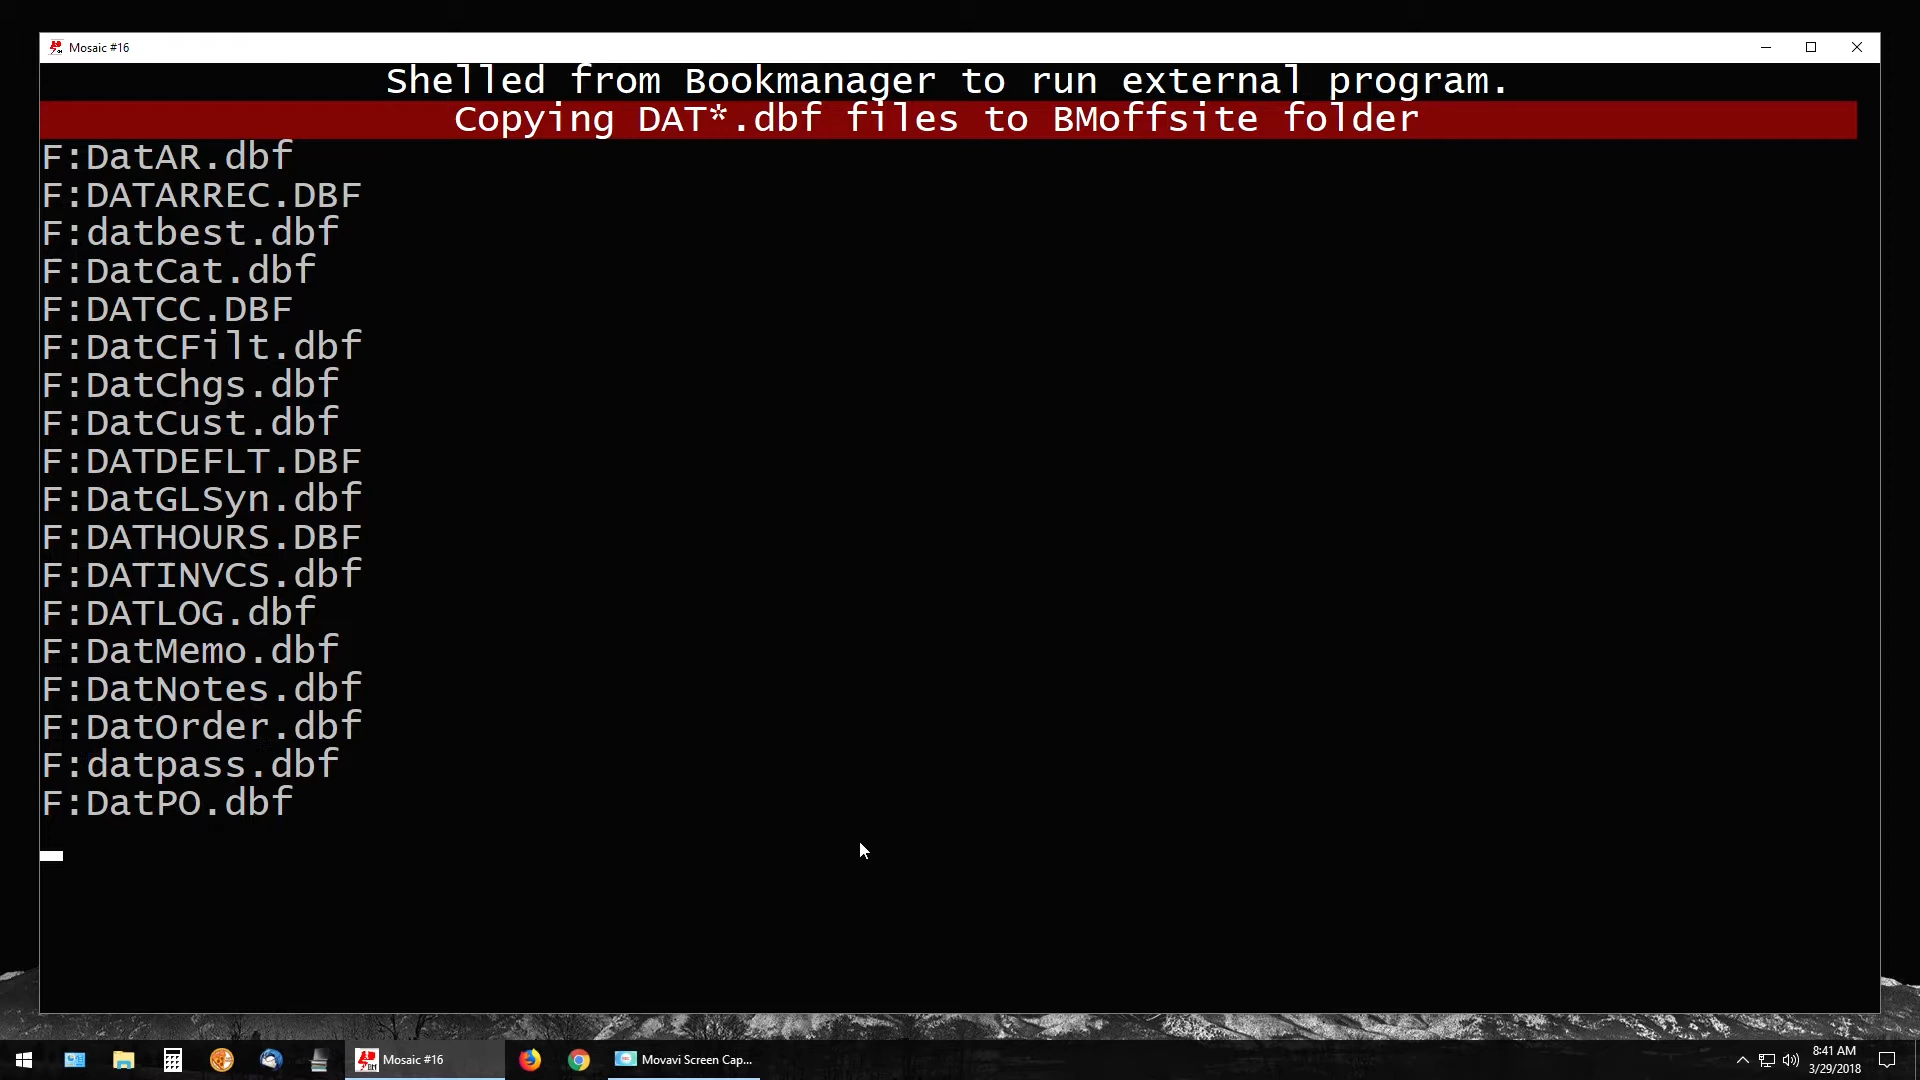 Mosaic #16
Shelled from Bookmanager to run external program.
Copying DAT*.dbf files to BMoffsite folder
F:DatAR.dbf
F:DATARREC.DBF
F:datbest.dbf
F:DatCat.dbf
F:DATCC.DBF
F:DatCFilt.dbf
F:DatChgs.dbf
F:DatCust.dbf
F:DATDEFLT.DBF
F:DatGLSyn.dbf
F:DATHOURS.DBF
F:DATINVCS.dbf
F:DATLOG.dbf
F:DatMemo.dbf
F:DatNotes.dbf
F:DatOrder.dbf
F:datpass.dbf
F:DatPO.dbf
Mosaic #16
Movavi Screen Cap...
8:41 AM
3/29/2018